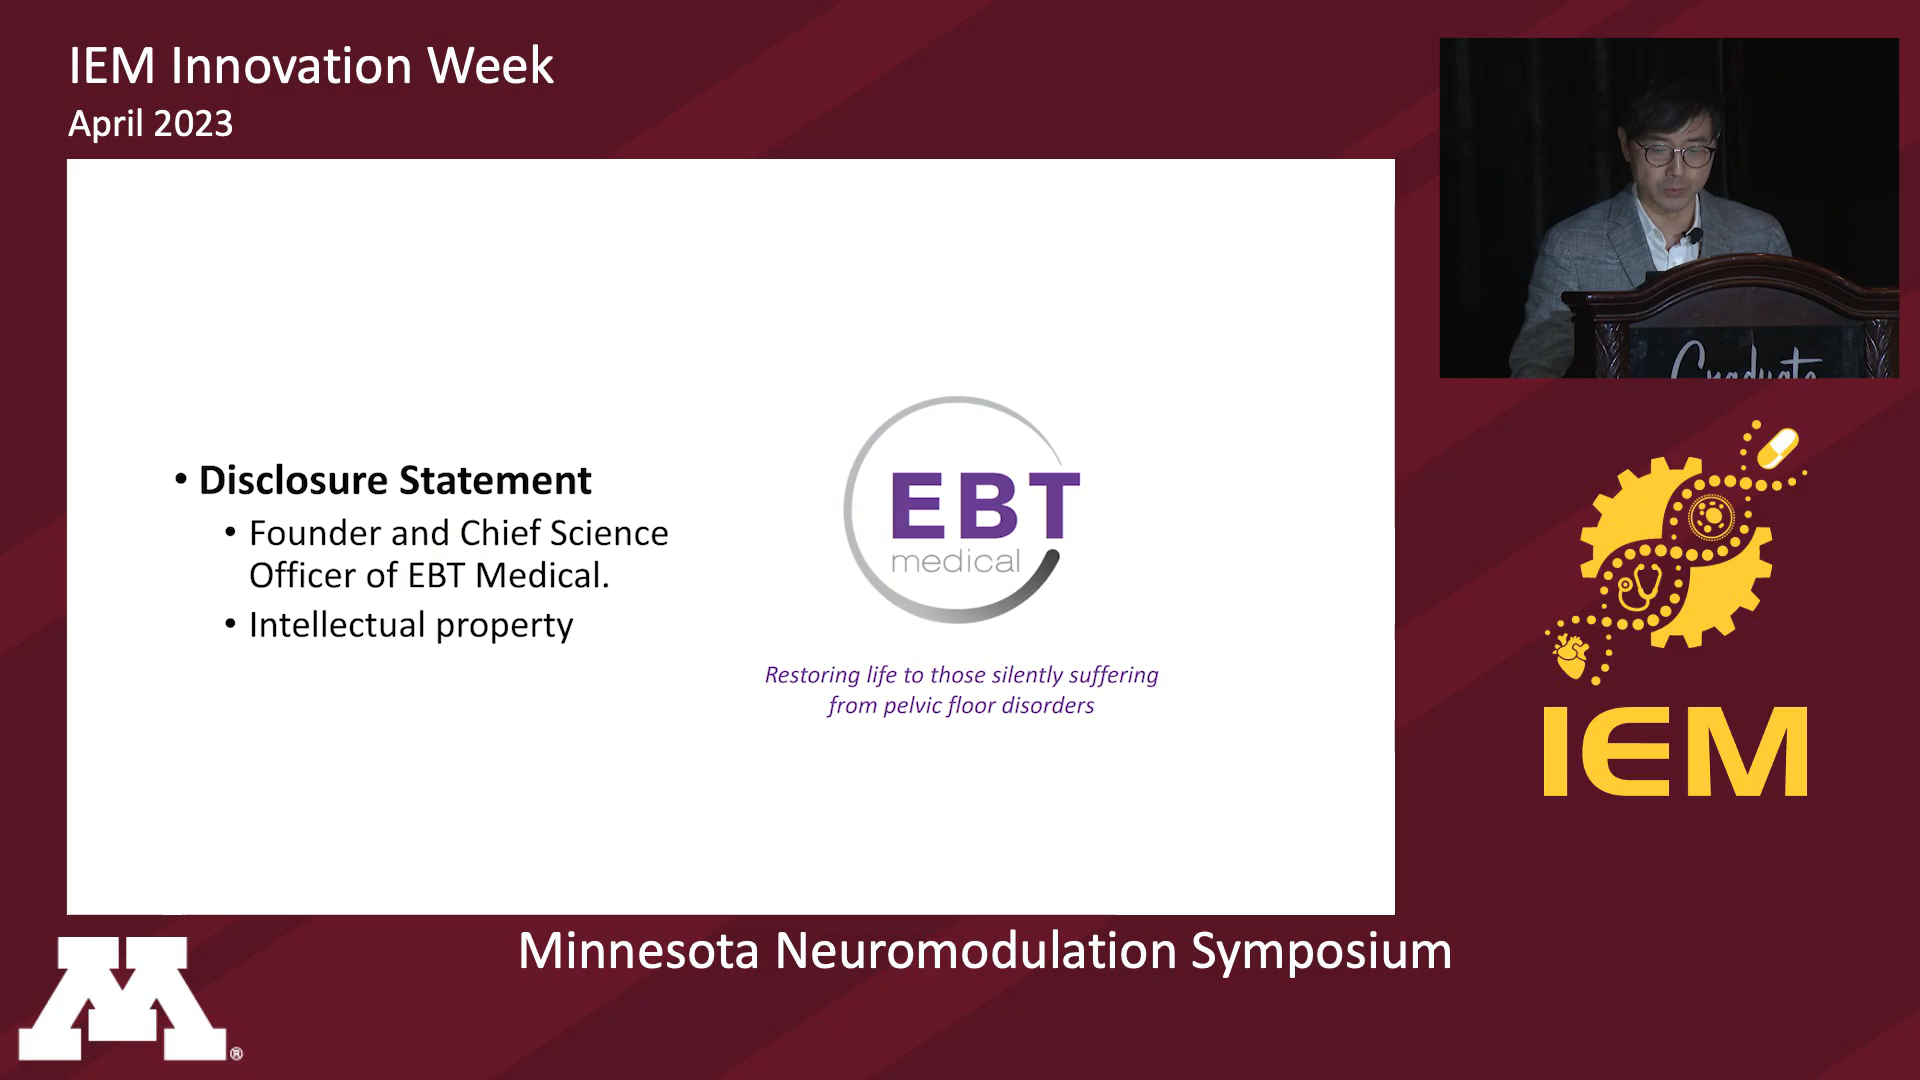 IEM Innovation Week
April 2023
• Disclosure Statement
• Founder and Chief Science
Officer of EBT Medical.
• Intellectual property
EBT
medical
Restoring life to those silently suffering
from pelvic floor disorders
Graduate
IEM
Minnesota Neuromodulation Symposium
M®